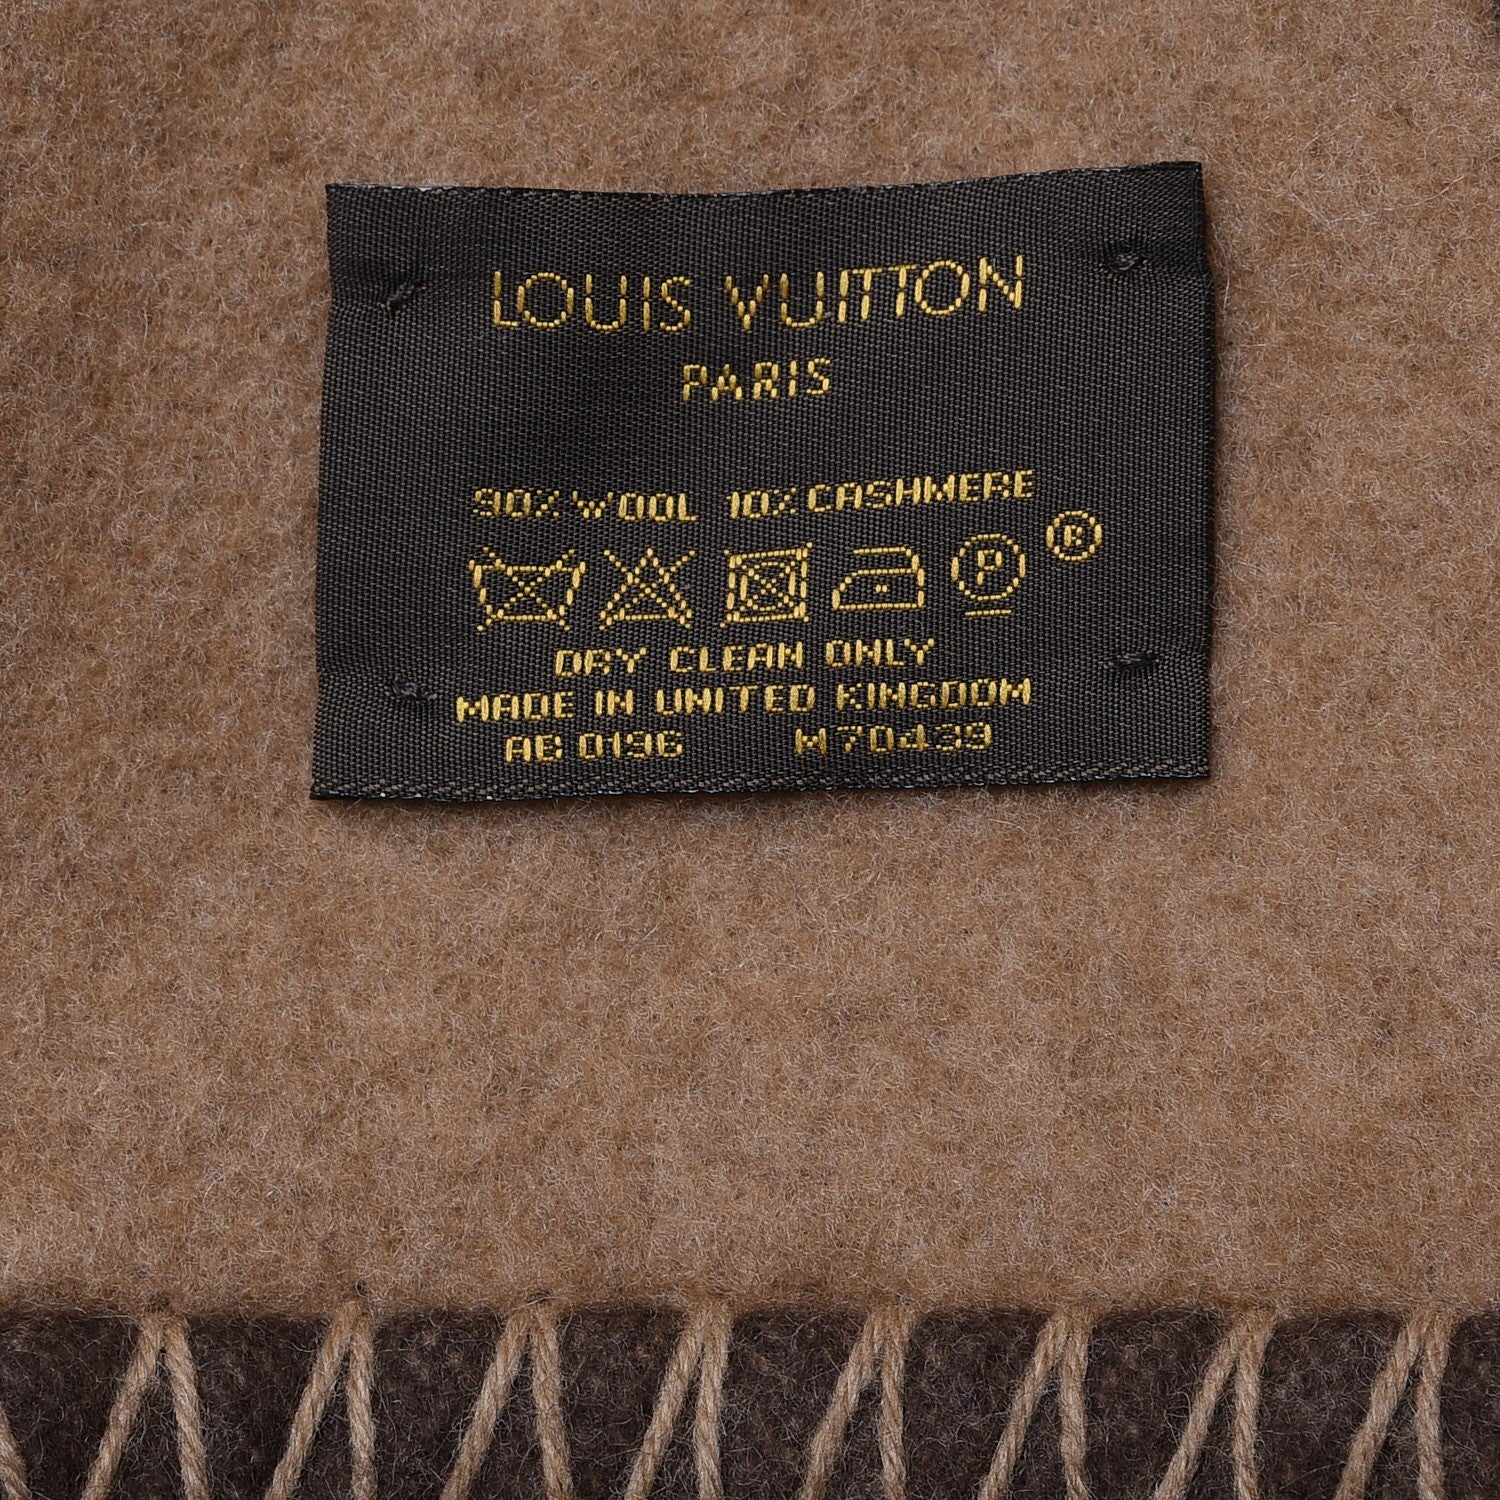 LOUIS VUITTON
PARIS
90% WOOL 10% CASHMERE
P ®
DRY CLEAN ONLY
MADE IN UNITED KINGDOM
AB 0196 M70439